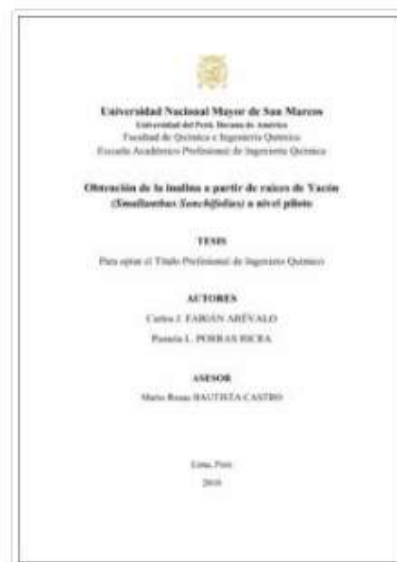 Universidad Nacional Mayor de San Marcos
Universidad del Perú. Decana de América
Facultad de Química e Ingeniería Química
Escuela Académico Profesional de Ingeniería Química
Obtención de la inulina a partir de raíces de Yacón
(Smallanthus Sonchifolius) a nivel piloto
TESIS
Para optar el Título Profesional de Ingeniero Químico
AUTORES
Carlos J. FABIÁN ARÉVALO
L. PORRAS RICRA
ASESOR
Mario BAUTISTA CASTRO
Lima, Perú